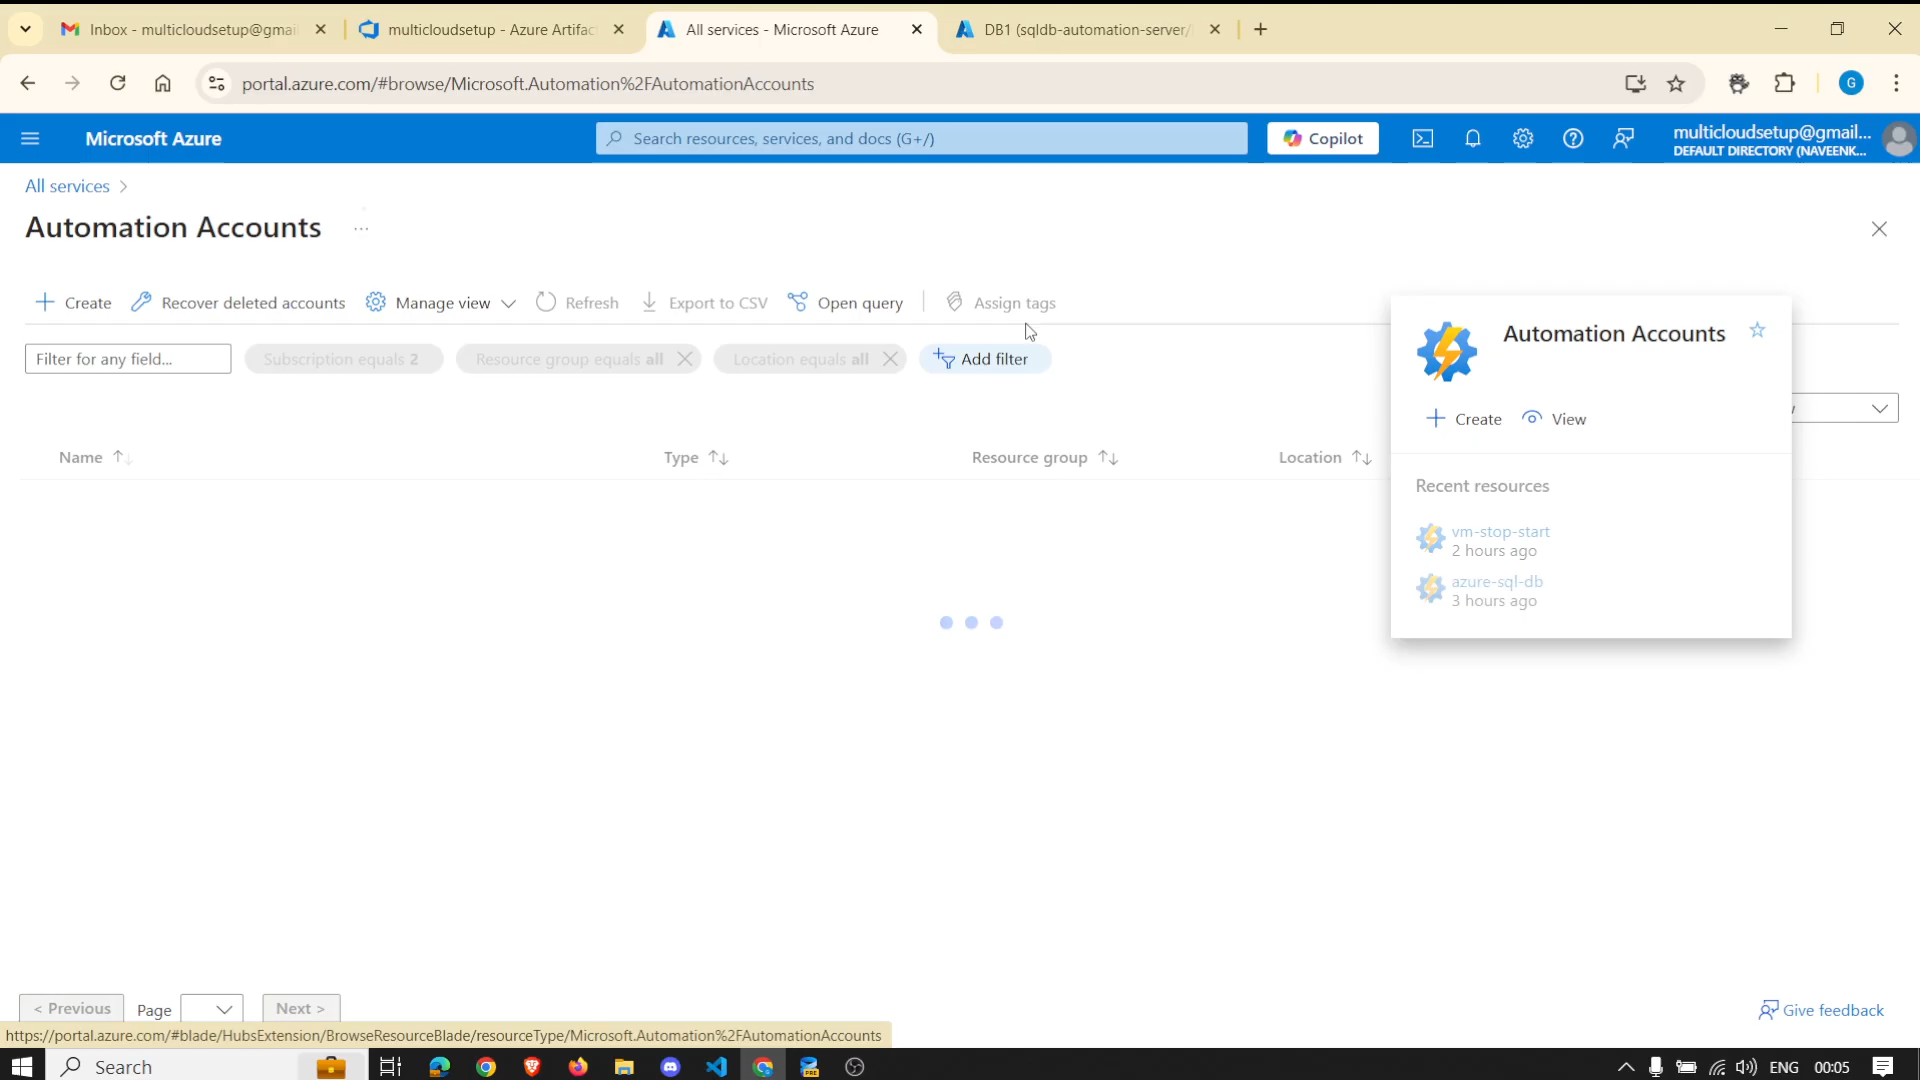 Inbox - multicloudsetup@gmai
multicloudsetup - Azure Artifac
All services - Microsoft Azure
DB1 (sqldb-automation-server/
portal.azure.com/#browse/Microsoft.Automation%2FAutomationAccounts
G
Microsoft Azure
Search resources, services, and docs (G+/)
Copilot
multicloudsetup@gmail...
DEFAULT DIRECTORY (NAVEENK...
All services
Automation Accounts
...
Create
Recover deleted accounts
Manage view
Refresh
Export to CSV
Open query
Assign tags
Filter for any field...
Subscription equals 2
Resource group equals all
Location equals all
Add filter
Name
Type
Resource group
Location
Automation Accounts
Create
View
Recent resources
vm-stop-start
2 hours ago
azure-sql-db
3 hours ago
< Previous
Page
Next >
Give feedback
https://portal.azure.com/#blade/HubsExtension/BrowseResourceBlade/resourceType/Microsoft.Automation%2FAutomationAccounts
Search
PRE
ENG
00:05